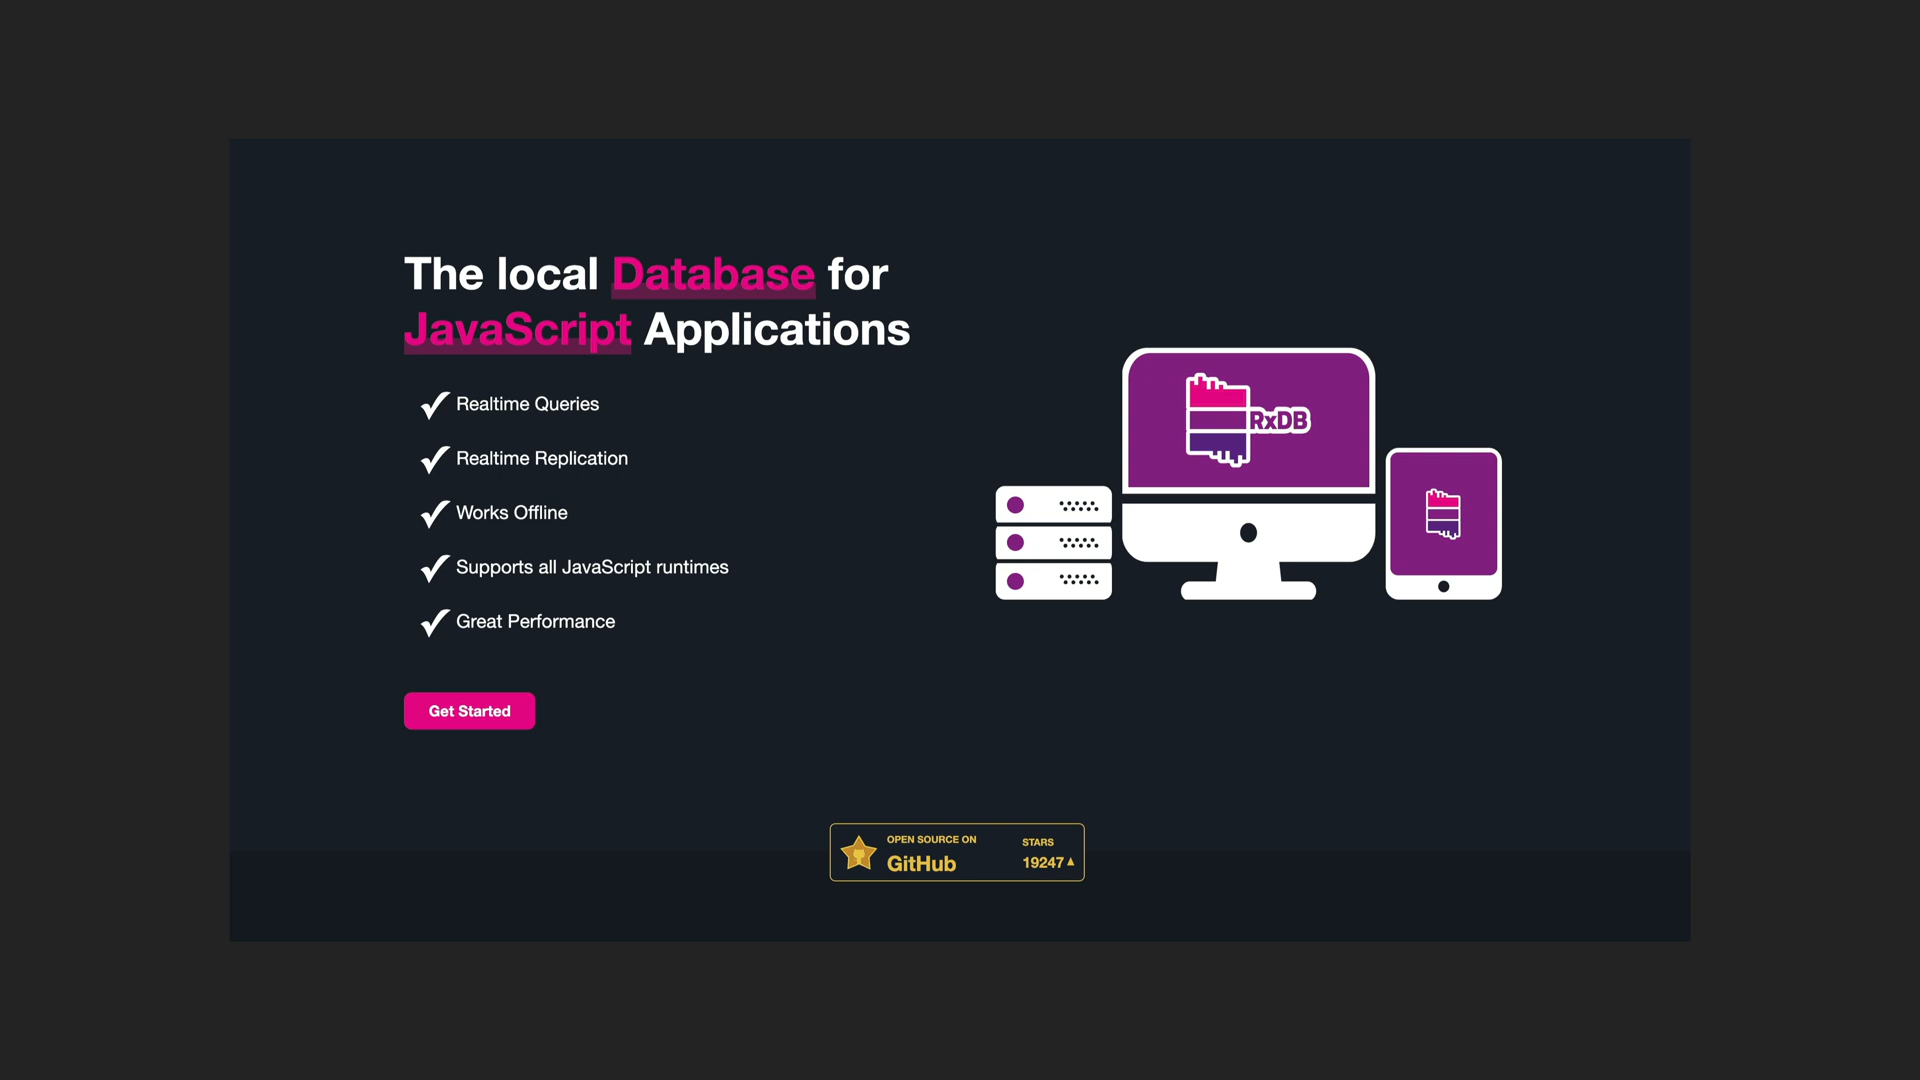 The local Database for
JavaScript Applications
Realtime Queries
Realtime Replication
Works Offline
Supports all JavaScript runtimes
Great Performance
Get Started
RxDB
OPEN SOURCE ON
GitHub
STARS
19247